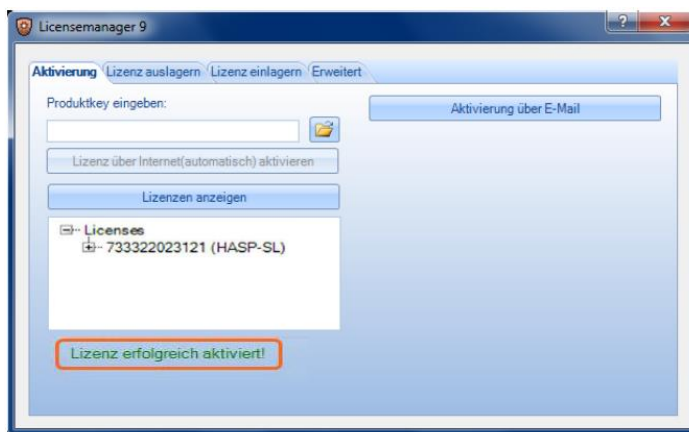 Licensemanager 9
Aktivierung Lizenz auslagern Lizenz einlagern Erweitert
Produktkey eingeben:
Aktivierung über E-Mail
Lizenz über Internet(automatisch) aktivieren
Lizenzen anzeigen
Licenses
733322023121 (HASP-SL)
Lizenz erfolgreich aktiviert!